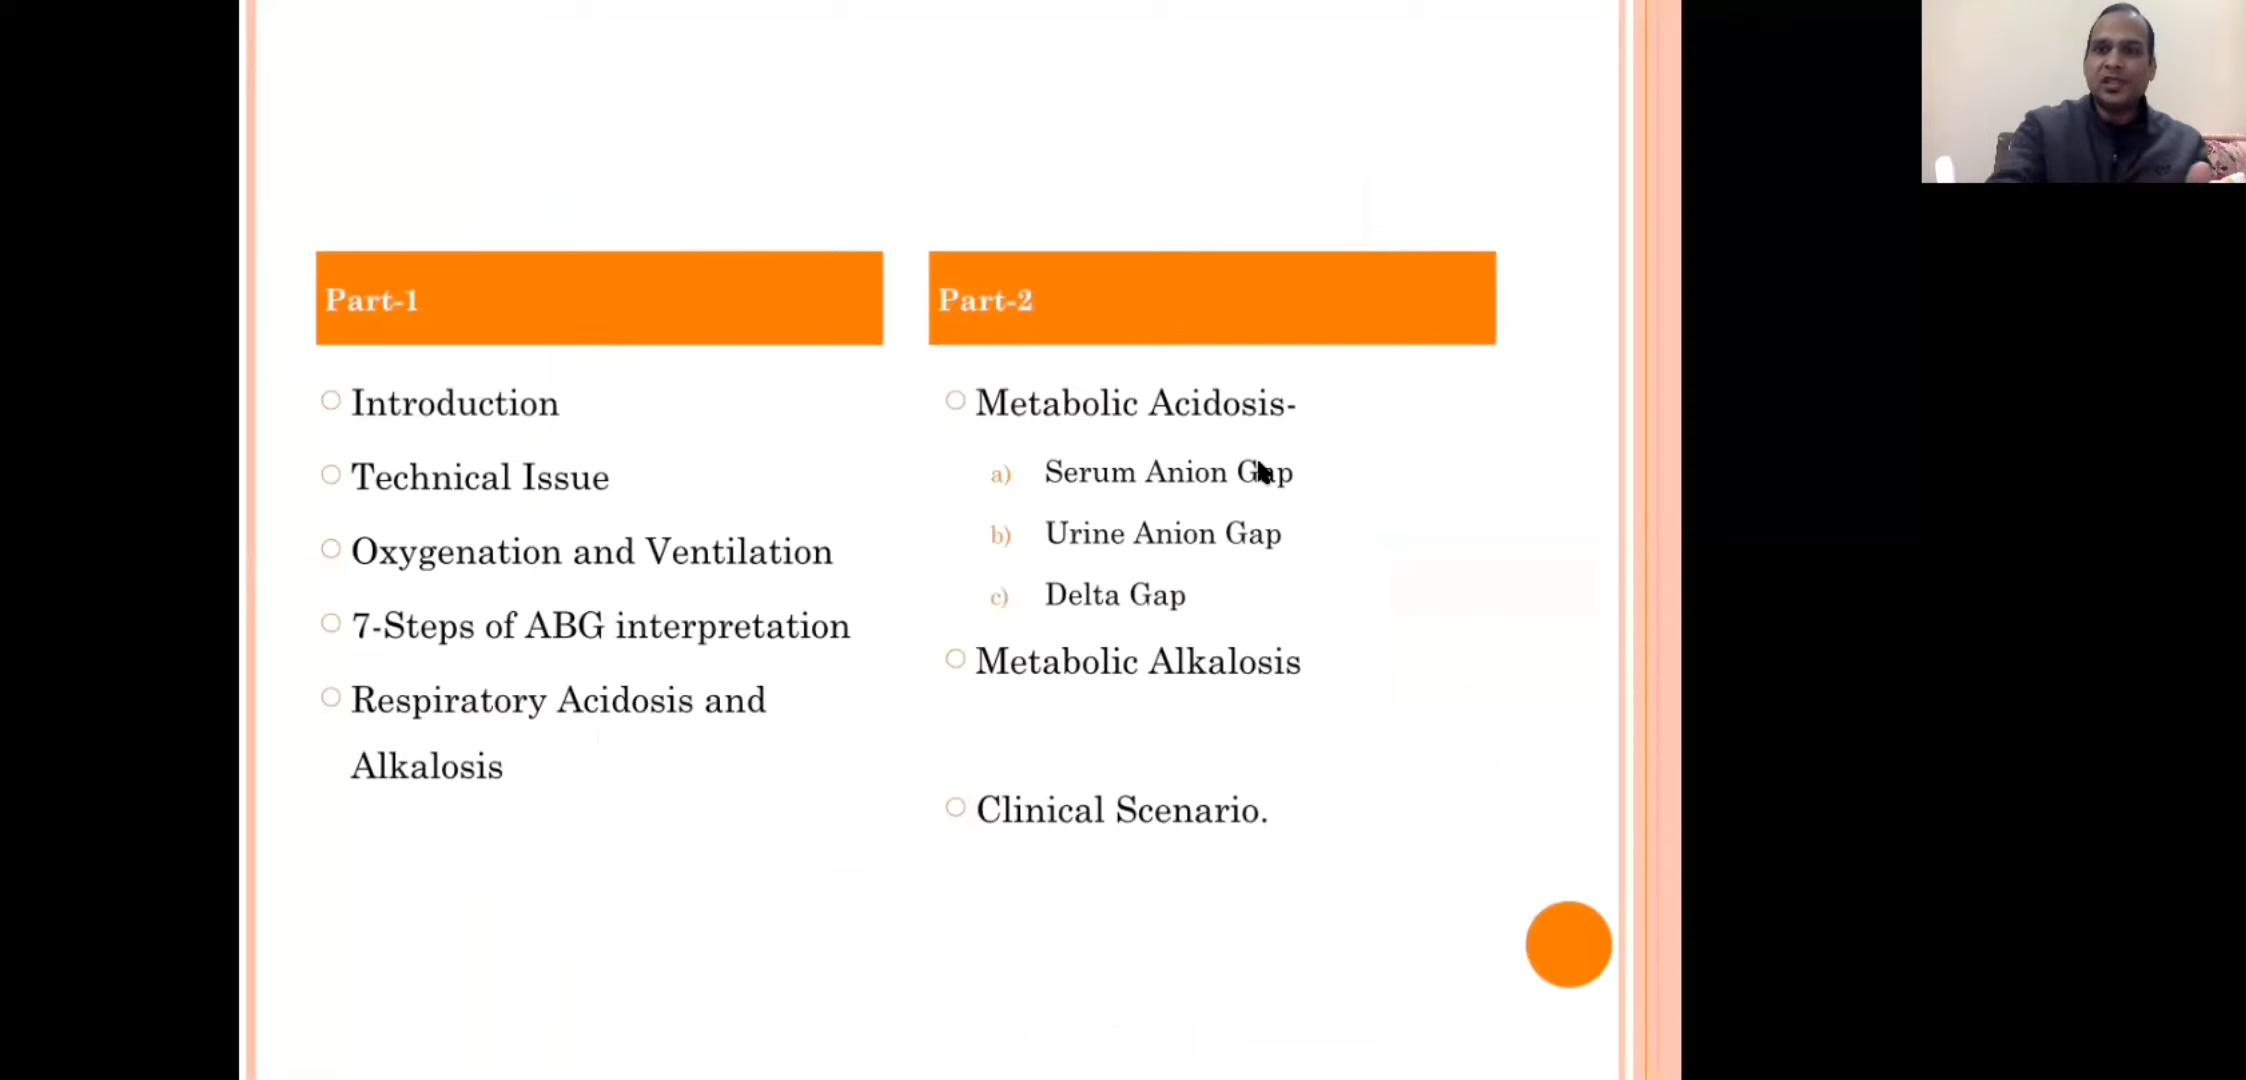 Part-1
Introduction
Technical Issue
Oxygenation and Ventilation
7-Steps of ABG interpretation
Respiratory Acidosis and
Alkalosis
Part-2
Metabolic Acidosis-
a) Serum Anion Gap
b) Urine Anion Gap
c) Delta Gap
Metabolic Alkalosis
Clinical Scenario.